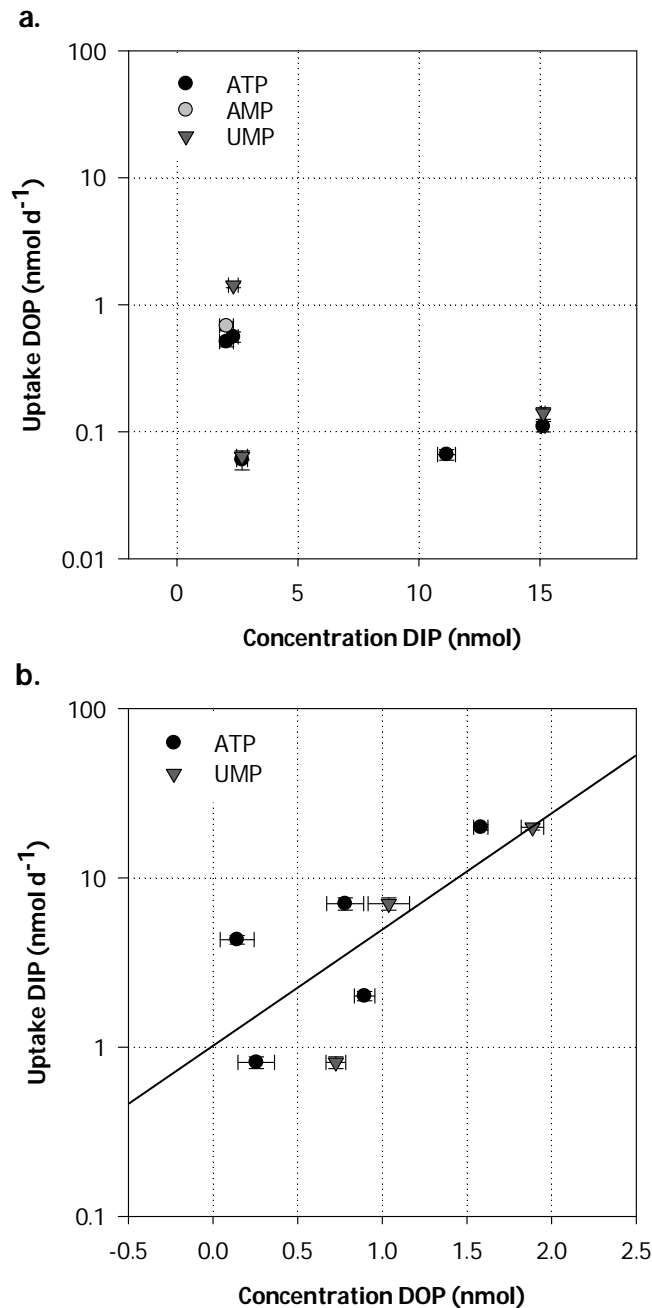 a.
100
ATP
AMP
UMP
10
1
0.1
0.01
Uptake DOP (nmol d⁻¹)
0 5 10 15
Concentration DIP (nmol)
b.
100
ATP
UMP
10
1
0.1
Uptake DIP (nmol d⁻¹)
-0.5 0.0 0.5 1.0 1.5 2.0 2.5
Concentration DOP (nmol)